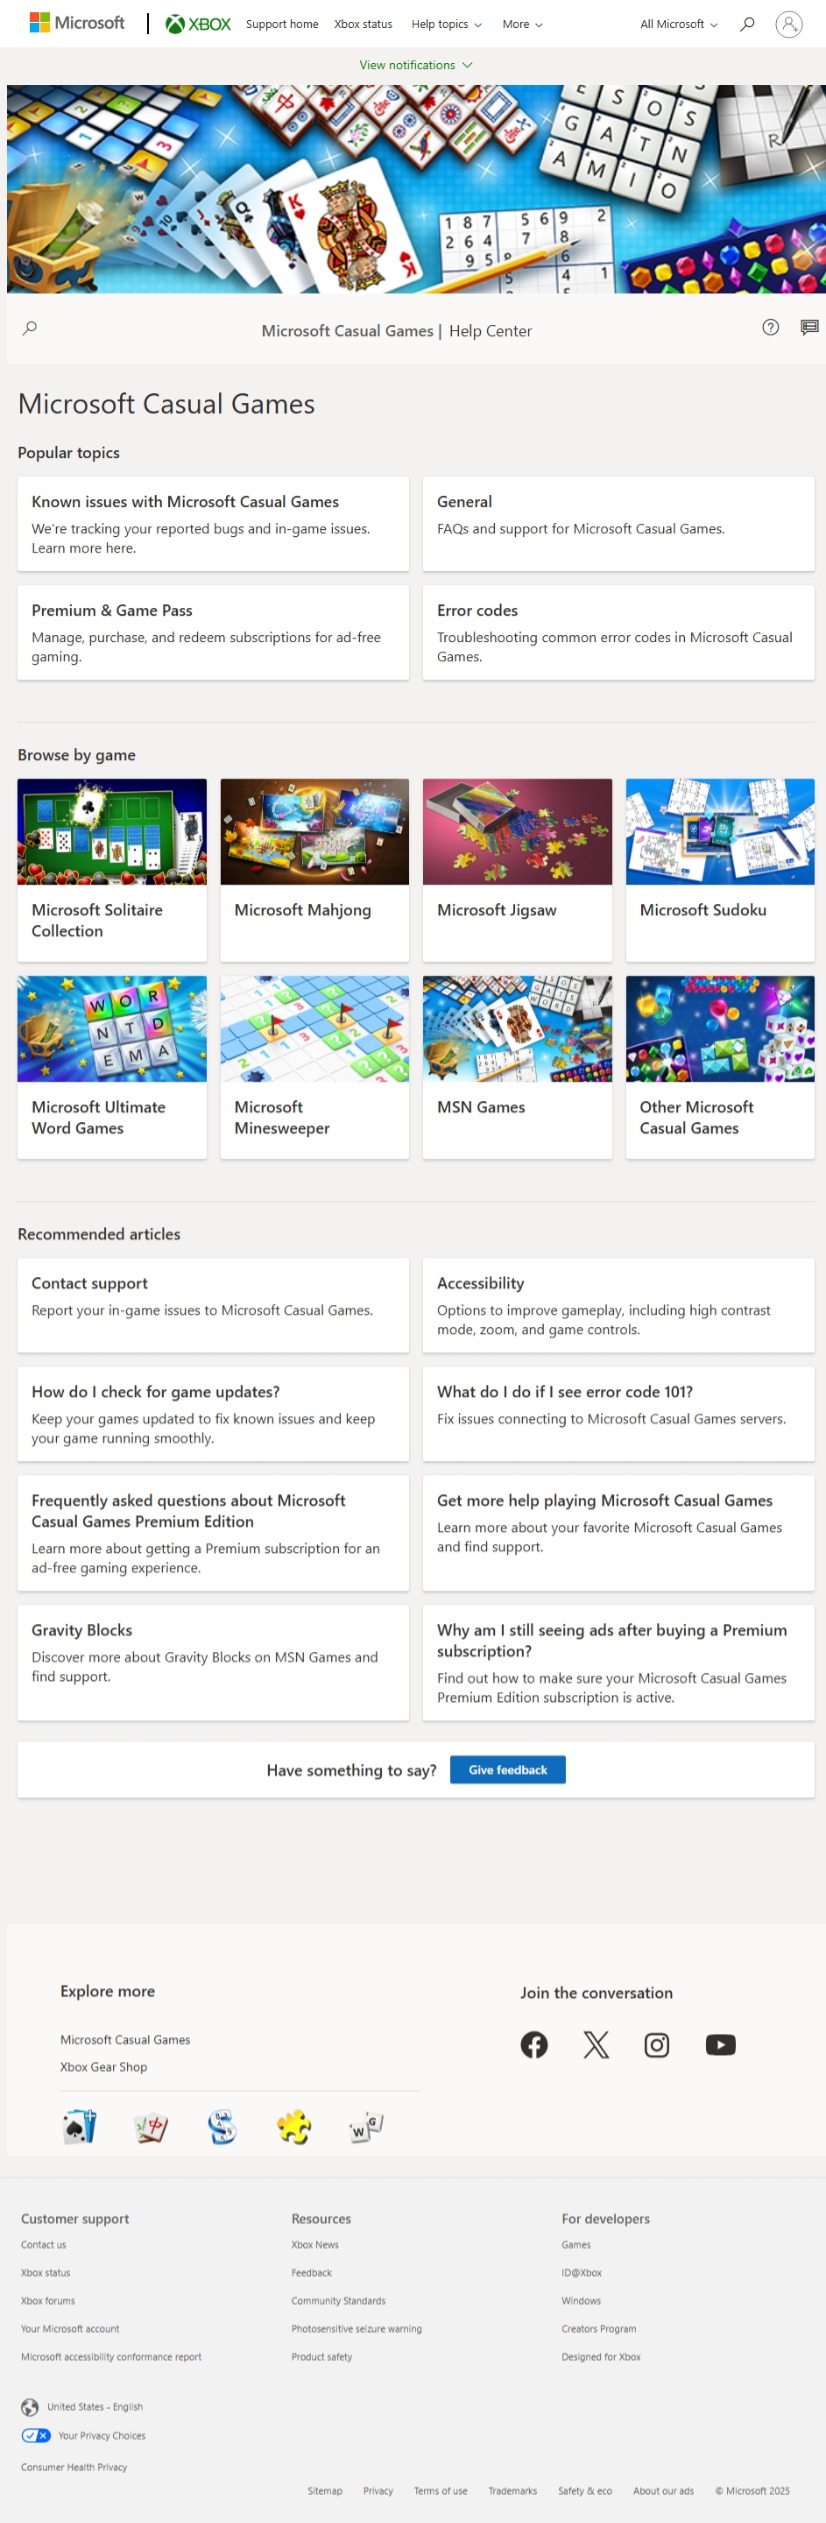 Microsoft
XBOX
Support home
Xbox status
Help topics
More
All Microsoft
View notifications
Microsoft Casual Games | Help Center
Microsoft Casual Games
Popular topics
Known issues with Microsoft Casual Games
We're tracking your reported bugs and in-game issues.
Learn more here.
General
FAQs and support for Microsoft Casual Games.
Premium & Game Pass
Manage, purchase, and redeem subscriptions for ad-free
gaming.
Error codes
Troubleshooting common error codes in Microsoft Casual
Games.
Browse by game
Microsoft Solitaire
Collection
Microsoft Mahjong
Microsoft Jigsaw
Microsoft Sudoku
Microsoft Ultimate
Word Games
Microsoft
Minesweeper
MSN Games
Other Microsoft
Casual Games
Recommended articles
Contact support
Report your in-game issues to Microsoft Casual Games.
Accessibility
Options to improve gameplay, including high contrast
mode, zoom, and game controls.
How do I check for game updates?
Keep your games updated to fix known issues and keep
your game running smoothly.
What do I do if I see error code 101?
Fix issues connecting to Microsoft Casual Games servers.
Frequently asked questions about Microsoft
Casual Games Premium Edition
Learn more about getting a Premium subscription for an
ad-free gaming experience.
Get more help playing Microsoft Casual Games
Learn more about your favorite Microsoft Casual Games
and find support.
Gravity Blocks
Discover more about Gravity Blocks on MSN Games and
find support.
Why am I still seeing ads after buying a Premium
subscription?
Find out how to make sure your Microsoft Casual Games
Premium Edition subscription is active.
Have something to say?
Give feedback
Explore more
Microsoft Casual Games
Xbox Gear Shop
Join the conversation
Customer support
Contact us
Xbox status
Xbox forums
Your Microsoft account
Microsoft accessibility conformance report
Resources
Xbox News
Feedback
Community Standards
Photosensitive seizure warning
Product safety
For developers
Games
ID@Xbox
Windows
Creators Program
Designed for Xbox
United States - English
Your Privacy Choices
Consumer Health Privacy
Sitemap
Privacy
Terms of use
Trademarks
Safety & eco
About our ads
© Microsoft 2025